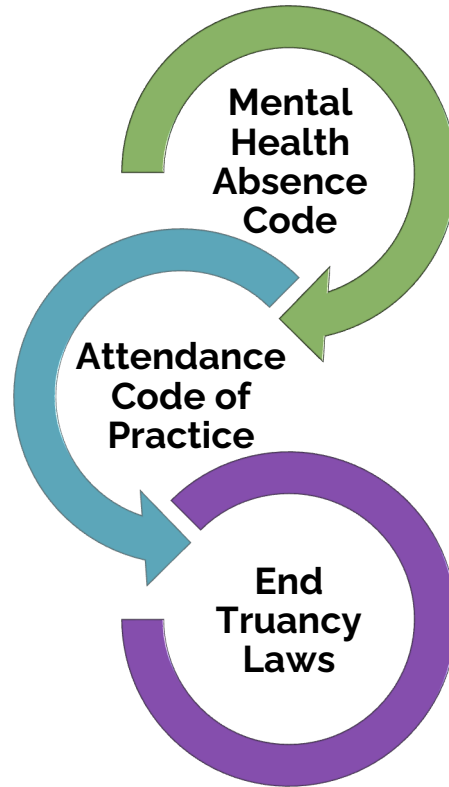 Mental
Health
Absence
Code
Attendance
Code of
Practice
End
Truancy
Laws